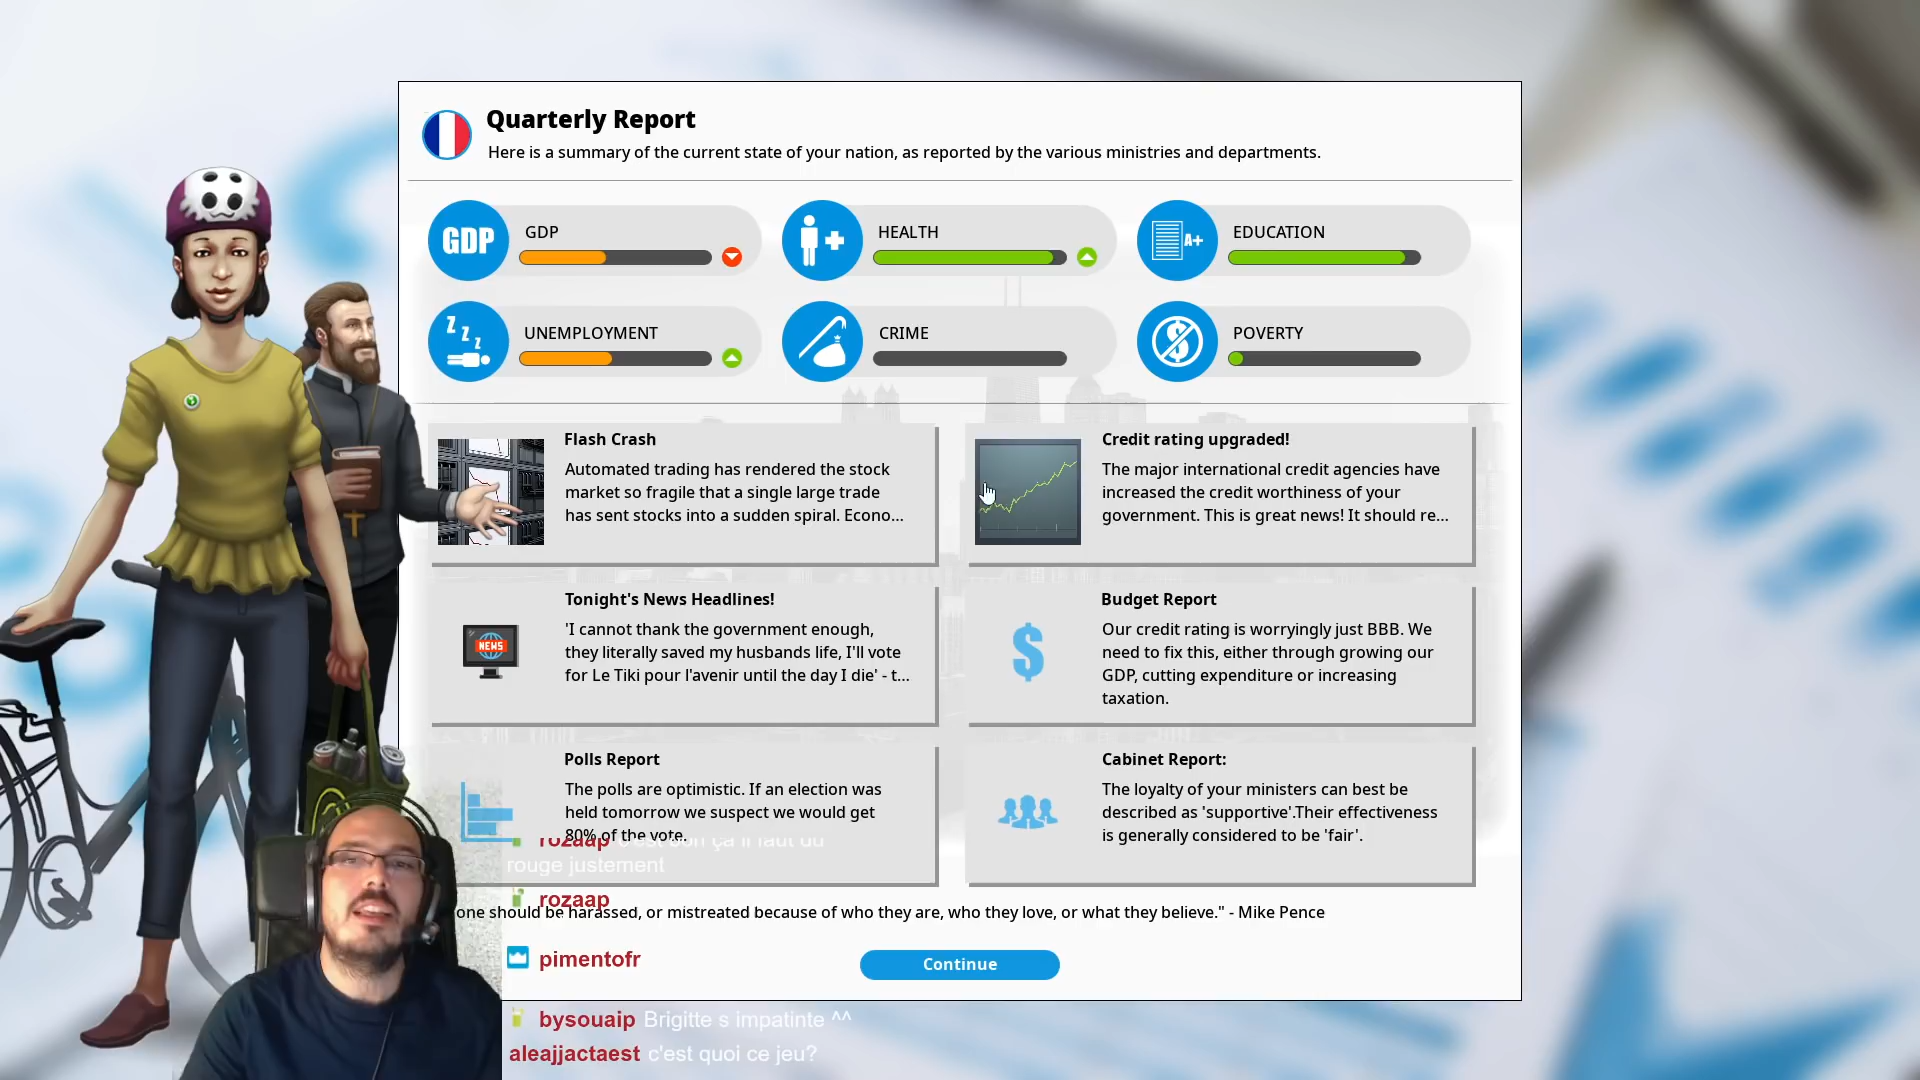 Quarterly Report
Here is a summary of the current state of your nation, as reported by the various ministries and departments.
GDP
GDP
HEALTH
A+
EDUCATION
Z
Z
Z
UNEMPLOYMENT
CRIME
$
POVERTY
Flash Crash
Automated trading has rendered the stock
market so fragile that a single large trade
has sent stocks into a sudden spiral. Econo...
Credit rating upgraded!
The major international credit agencies have
increased the credit worthiness of your
government. This is great news! It should re...
NEWS
Tonight's News Headlines!
'I cannot thank the government enough,
they literally saved my husbands life, I'll vote
for Le Tiki pour l'avenir until the day I die' - t...
$
Budget Report
Our credit rating is worryingly just BBB. We
need to fix this, either through growing our
GDP, cutting expenditure or increasing
taxation.
Polls Report
The polls are optimistic. If an election was
held tomorrow we suspect we would get
80% of the vote.
Cabinet Report:
The loyalty of your ministers can best be
described as 'supportive'.Their effectiveness
is generally considered to be 'fair'.
rozaap c'est bon ça il faut du
rouge justement
rozaap
one should be harassed, or mistreated because of who they are, who they love, or what they believe." - Mike Pence
pimentofr
Continue
bysouaip Brigitte s impatinte ^^
aleajjactaest c'est quoi ce jeu?